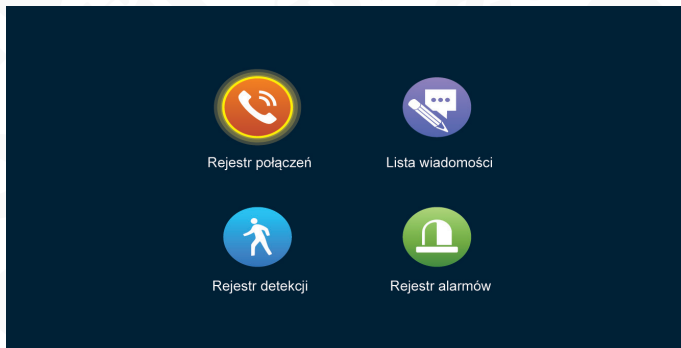 Rejestr połączeń
Lista wiadomości
Rejestr detekcji
Rejestr alarmów